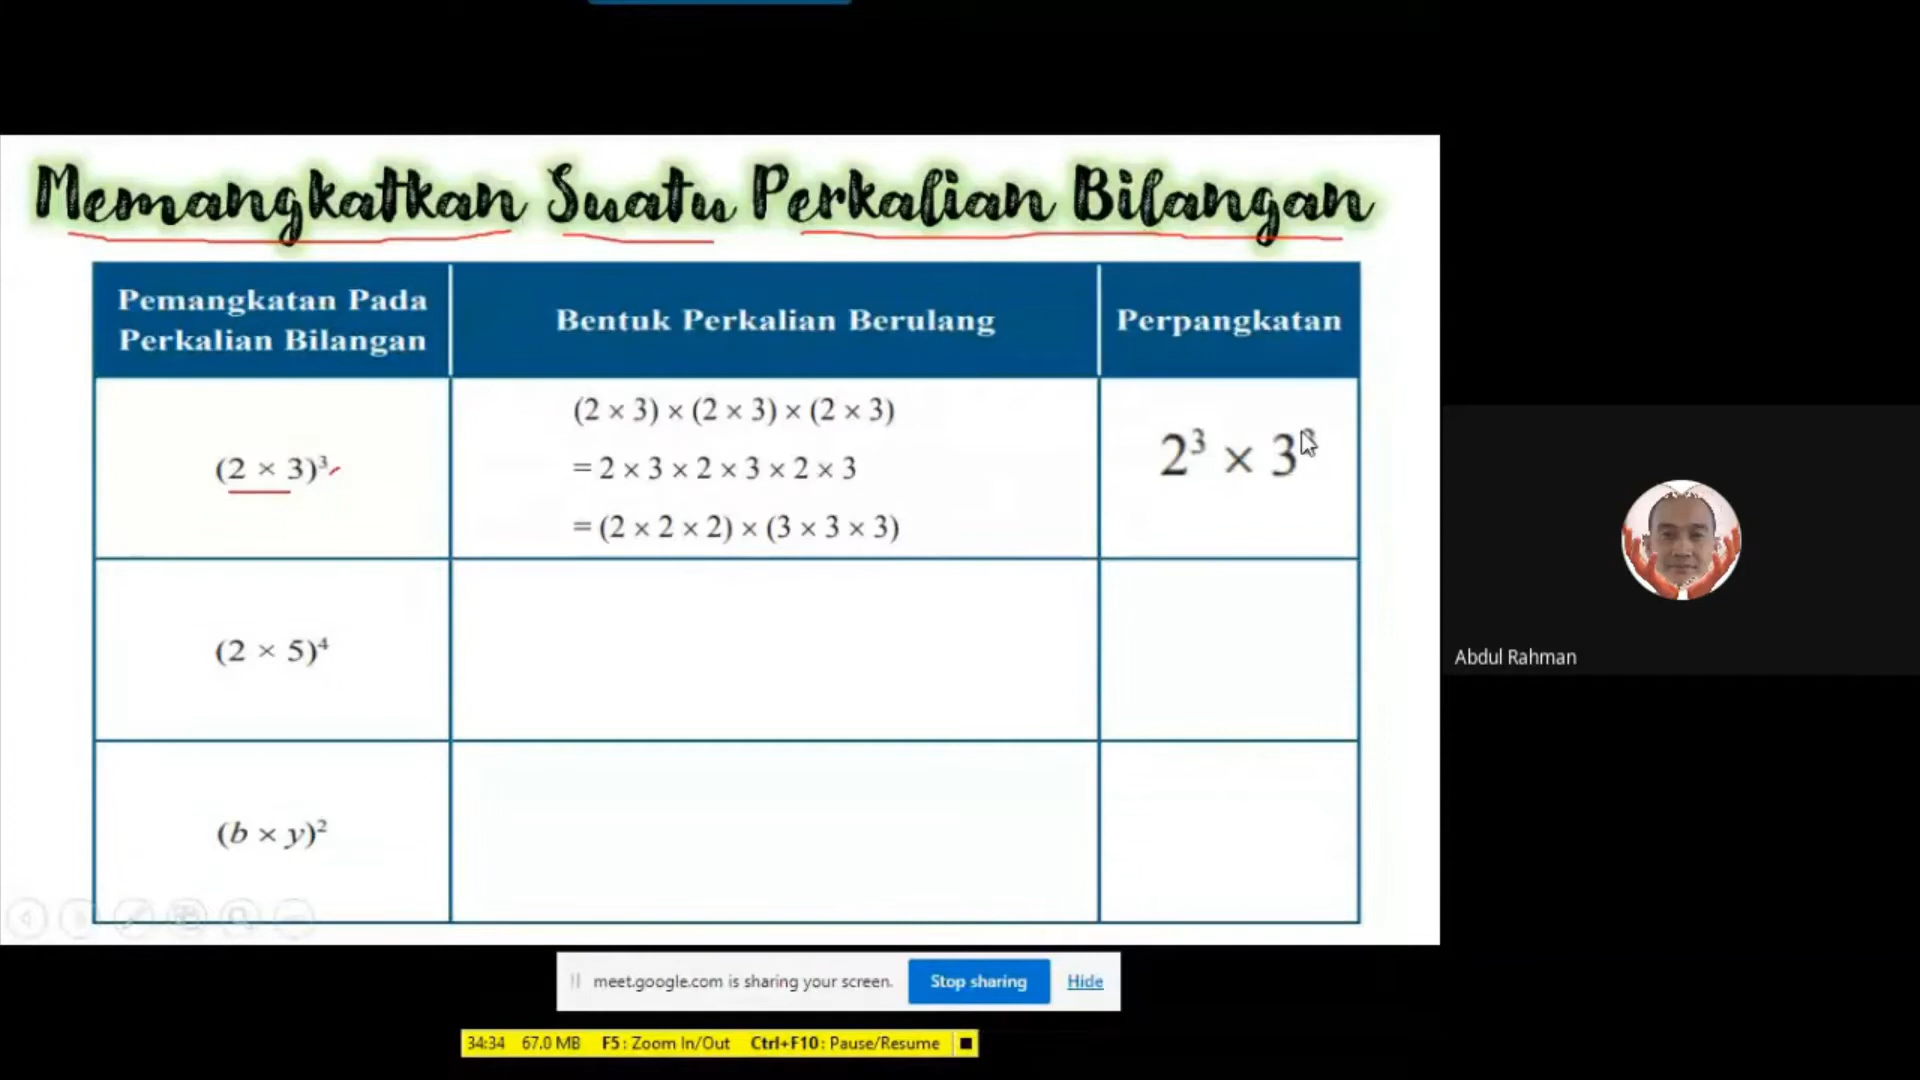 Memangkatkan Suatu Perkalian Bilangan
Pemangkatan Pada
Perkalian Bilangan
Bentuk Perkalian Berulang
Perpangkatan
(2 × 3)³
(2 × 3) × (2 × 3) × (2 × 3)
= 2 × 3 × 2 × 3 × 2 × 3
= (2 × 2 × 2) × (3 × 3 × 3)
2³ × 3³
(2 × 5)⁴
(b × y)²
Abdul Rahman
meet.google.com is sharing your screen.
Stop sharing
Hide
34:34 67.0 MB F5: Zoom In/Out Ctrl+F10: Pause/Resume